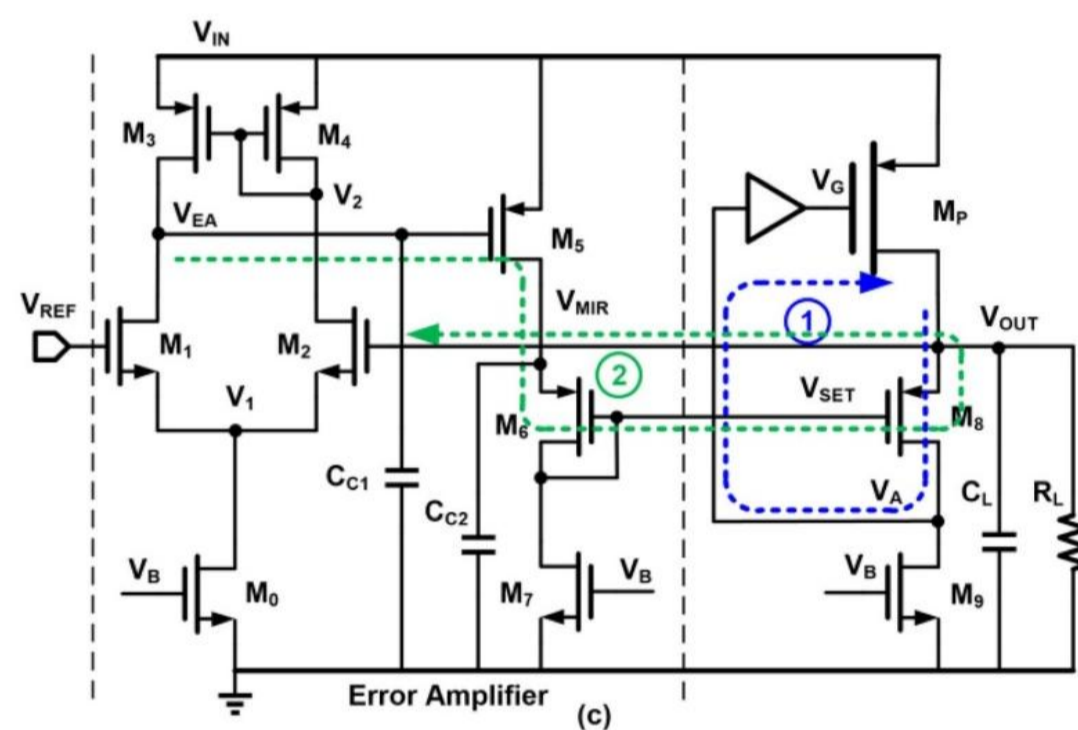 V_IN
M_3
M_4
V_2
V_EA
M_5
V_G
M_P
V_REF
M_1
M_2
V_MIR
1
V_OUT
V_1
2
V_SET
M_6
M_8
C_C1
C_C2
V_A
C_L
R_L
V_B
M_0
M_7
V_B
V_B
M_9
Error Amplifier
(c)